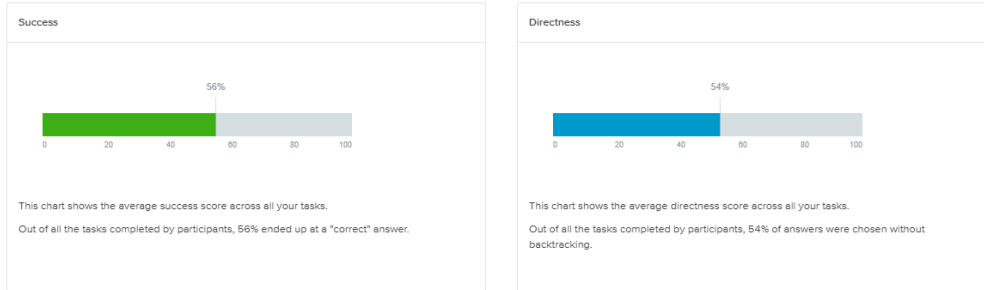 Success
56%
0 20 40 60 80 100
This chart shows the average success score across all your tasks.
Out of all the tasks completed by participants, 56% ended up at a "correct" answer.
Directness
54%
0 20 40 60 80 100
This chart shows the average directness score across all your tasks.
Out of all the tasks completed by participants, 54% of answers were chosen without
backtracking.